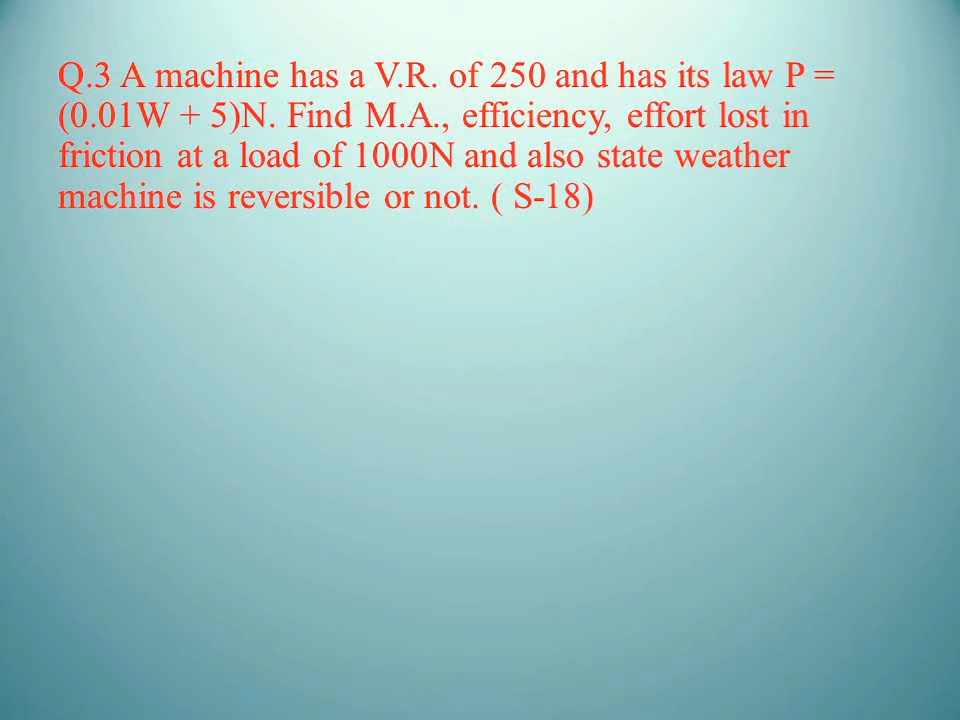 Q.3 A machine has a V.R. of 250 and has its law P =
(0.01W + 5)N. Find M.A., efficiency, effort lost in
friction at a load of 1000N and also state weather
machine is reversible or not. ( S-18)